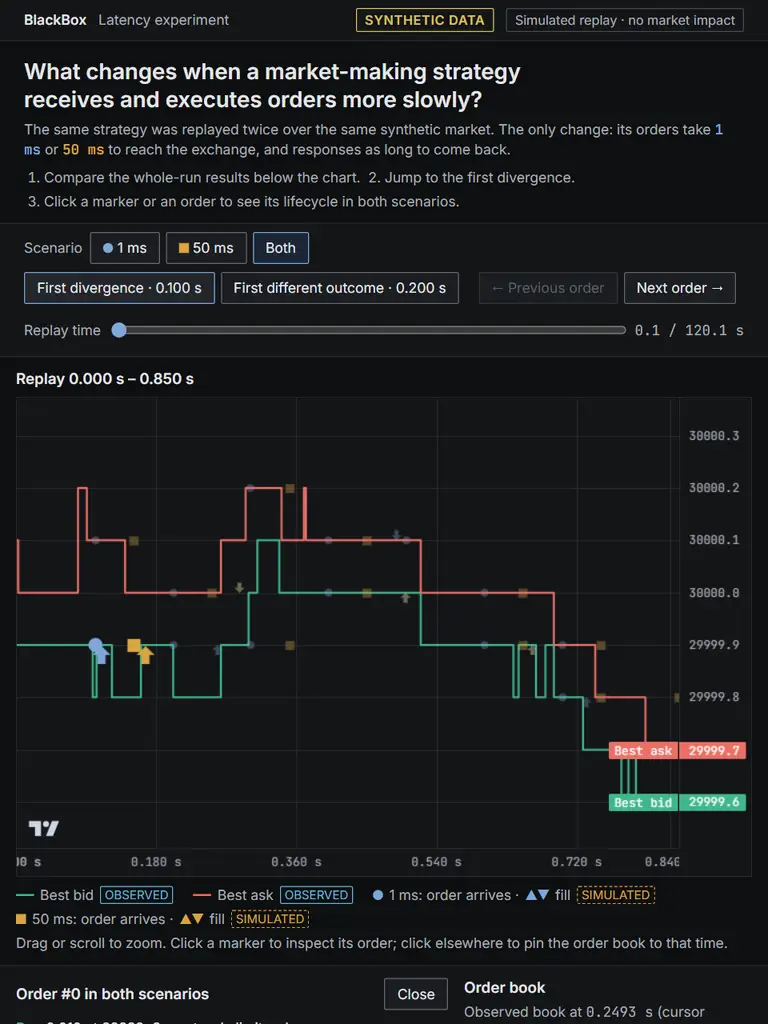 BlackBox Latency experiment SYNTHETIC DATA Simulated replay · no market impact
What changes when a market-making strategy
receives and executes orders more slowly?
The same strategy was replayed twice over the same synthetic market. The only change: its orders take 1
ms or 50 ms to reach the exchange, and responses as long to come back.
1. Compare the whole-run results below the chart. 2. Jump to the first divergence.
3. Click a marker or an order to see its lifecycle in both scenarios.
Scenario 1 ms 50 ms Both
First divergence · 0.100 s First different outcome · 0.200 s ← Previous order Next order →
Replay time 0.1 / 120.1 s
Replay 0.000 s – 0.850 s
30000.3
30000.2
30000.1
30000.0
29999.9
29999.8
Best ask 29999.7
Best bid 29999.6
0.180 s 0.360 s 0.540 s 0.720 s
Best bid OBSERVED Best ask OBSERVED 1 ms: order arrives · fill SIMULATED
50 ms: order arrives · fill SIMULATED
Drag or scroll to zoom. Click a marker to inspect its order; click elsewhere to pin the order book to that time.
Order #0 in both scenarios Close Order book
Observed book at 0.2493 s (cursor